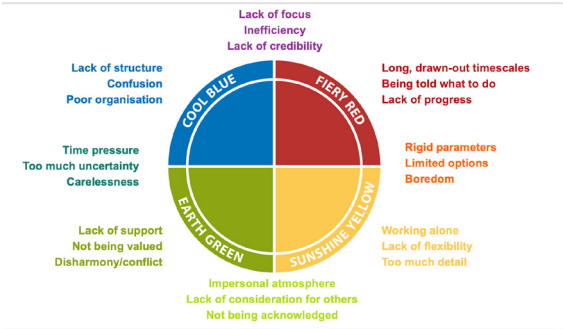 Lack of focus
Inefficiency
Lack of credibility
Lack of structure
Confusion
Poor organisation
COOL BLUE
FIERY RED
Long, drawn-out timescales
Being told what to do
Lack of progress
Time pressure
Too much uncertainty
Carelessness
Rigid parameters
Limited options
Boredom
Lack of support
Not being valued
Disharmony/conflict
EARTH GREEN
SUNSHINE YELLOW
Working alone
Lack of flexibility
Too much detail
Impersonal atmosphere
Lack of consideration for others
Not being acknowledged